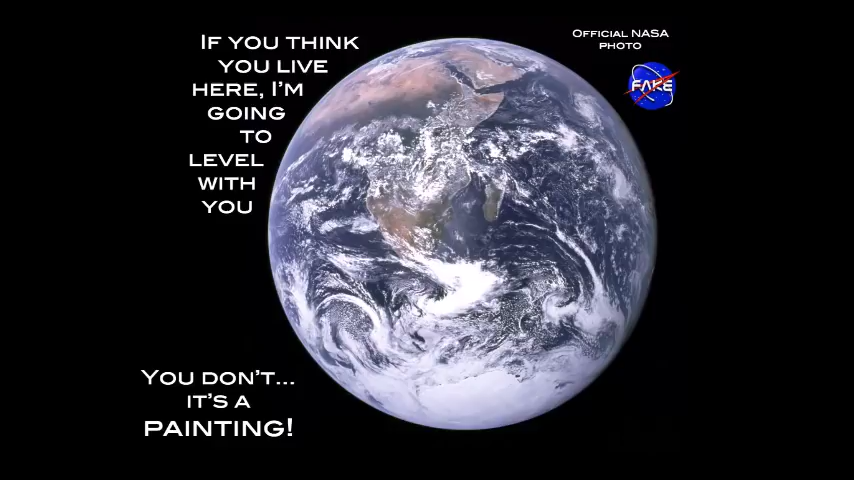 If you think
you live
here, I'm
going
to
level
with
you
Official NASA
photo
FAKE
You don't...
it's a
painting!